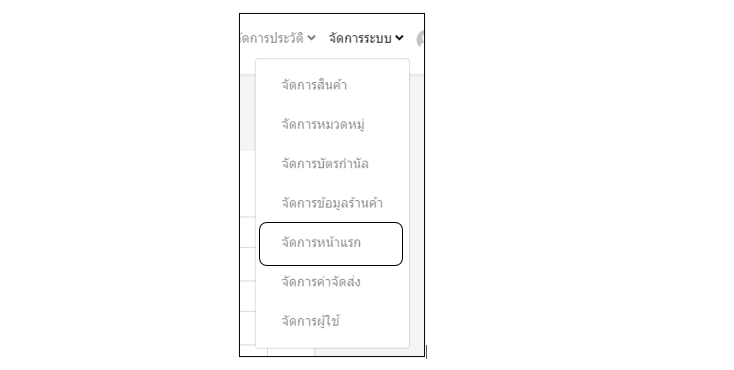 จัดการประวัติ จัดการระบบ
จัดการสินค้า
จัดการหมวดหมู่
จัดการบัตรกำนัล
จัดการข้อมูลร้านค้า
จัดการหน้าแรก
จัดการค่าจัดส่ง
จัดการผู้ใช้